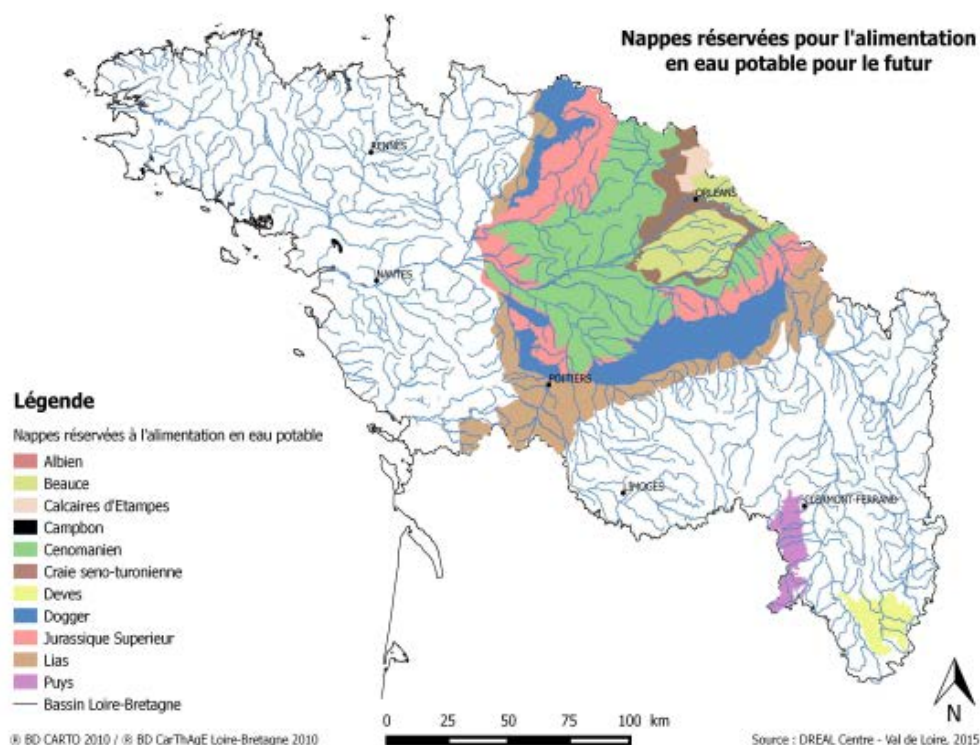 Nappes réservées pour l'alimentation
en eau potable pour le futur
RENNES
ORLEANS
NANTES
POITIERS
LIMOGES
CLERMONT-FERRAND
Légende
Nappes réservées à l'alimentation en eau potable
Albien
Beauce
Calcaires d'Etampes
Campbon
Cenomanien
Craie seno-turonienne
Deves
Dogger
Jurassique Superieur
Lias
Puys
Bassin Loire-Bretagne
N
0 25 50 75 100 km
® BD CARTO 2010 / ® BD CarThAgE Loire-Bretagne 2010
Source : DREAL Centre - Val de Loire, 2015